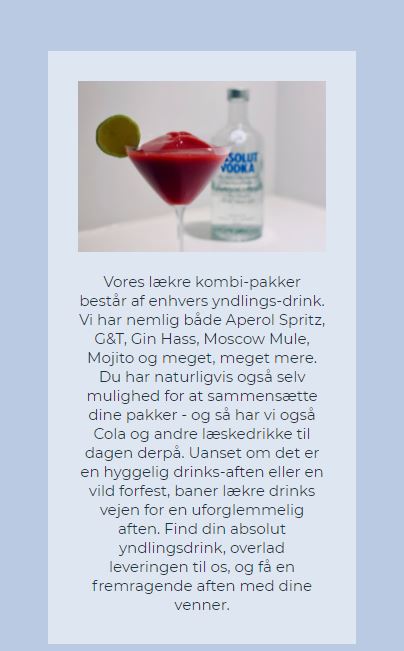 ABSOLUT
VODKA
Vores lækre kombi-pakker
består af enhvers yndlings-drink.
Vi har nemlig både Aperol Spritz,
G&T, Gin Hass, Moscow Mule,
Mojito og meget, meget mere.
Du har naturligvis også selv
mulighed for at sammensætte
dine pakker - og så har vi også
Cola og andre læskedrikke til
dagen derpå. Uanset om det er
en hyggelig drinks-aften eller en
vild forfest, baner lækre drinks
vejen for en uforglemmelig
aften. Find din absolut
yndlingsdrink, overlad
leveringen til os, og få en
fremragende aften med dine
venner.